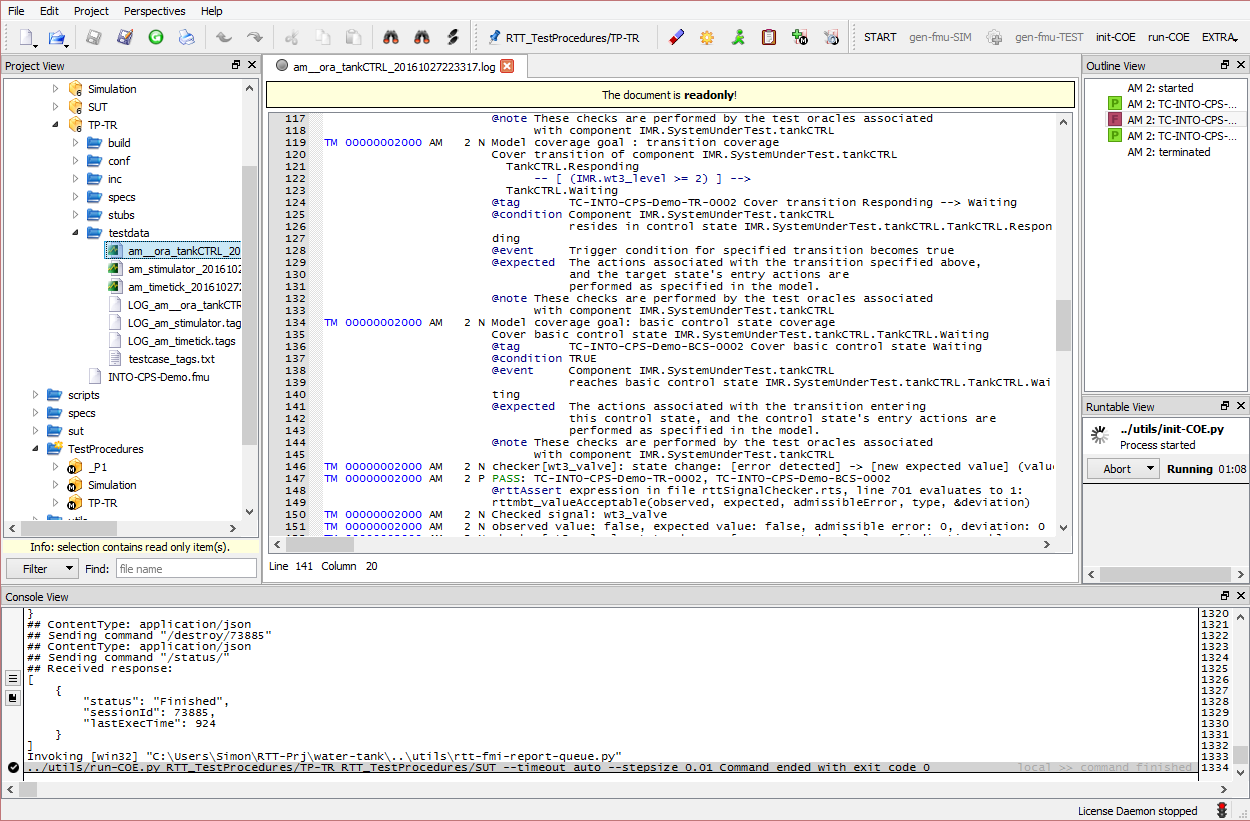 File Edit Project Perspectives Help
RTT_TestProcedures/TP-TR START gen-fmu-SIM gen-fmu-TEST init-COE run-COE EXTRA
Project View
Simulation
SUT
TP-TR
build
conf
inc
specs
stubs
testdata
am__ora_tankCTRL_20
am_stimulator_201610
am_timetick_20161027
LOG_am__ora_tankCTR
LOG_am_stimulator.tag
LOG_am_timetick.tags
testcase_tags.txt
INTO-CPS-Demo.fmu
scripts
specs
sut
TestProcedures
_P1
Simulation
TP-TR
Info: selection contains read only item(s).
Filter Find: file name
am__ora_tankCTRL_20161027223317.log
The document is readonly!
117 @note These checks are performed by the test oracles associated
118 with component IMR.SystemUnderTest.tankCTRL
119 TM 00000002000 AM 2 N Model coverage goal : transition coverage
120 Cover transition of component IMR.SystemUnderTest.tankCTRL
121 TankCTRL.Responding
122 -- [ (IMR.wt3_level >= 2) ] -->
123 TankCTRL.Waiting
124 @tag TC-INTO-CPS-Demo-TR-0002 Cover transition Responding --> Waiting
125 @condition Component IMR.SystemUnderTest.tankCTRL
126 resides in control state IMR.SystemUnderTest.tankCTRL.TankCTRL.Respon
127 ding
128 @event Trigger condition for specified transition becomes true
129 @expected The actions associated with the transition specified above,
130 and the target state's entry actions are
131 performed as specified in the model.
132 @note These checks are performed by the test oracles associated
133 with component IMR.SystemUnderTest.tankCTRL
134 TM 00000002000 AM 2 N Model coverage goal: basic control state coverage
135 Cover basic control state IMR.SystemUnderTest.tankCTRL.TankCTRL.Waiting
136 @tag TC-INTO-CPS-Demo-BCS-0002 Cover basic control state Waiting
137 @condition TRUE
138 @event Component IMR.SystemUnderTest.tankCTRL
139 reaches basic control state IMR.SystemUnderTest.tankCTRL.TankCTRL.Wai
140 ting
141 @expected The actions associated with the transition entering
142 this control state, and the control state's entry actions are
143 performed as specified in the model.
144 @note These checks are performed by the test oracles associated
145 with component IMR.SystemUnderTest.tankCTRL
146 TM 00000002000 AM 2 N checker[wt3_valve]: state change: [error detected] -> [new expected value] (valu
147 TM 00000002000 AM 2 P PASS: TC-INTO-CPS-Demo-TR-0002, TC-INTO-CPS-Demo-BCS-0002
148 @rttAssert expression in file rttSignalChecker.rts, line 701 evaluates to 1:
149 rttmbt_valueAcceptable(observed, expected, admissibleError, type, &deviation)
150 TM 00000002000 AM 2 N Checked signal: wt3_valve
151 TM 00000002000 AM 2 N observed value: false, expected value: false, admissible error: 0, deviation: 0
Line 141 Column 20
Outline View
AM 2: started
P AM 2: TC-INTO-CPS-...
F AM 2: TC-INTO-CPS-...
P AM 2: TC-INTO-CPS-...
AM 2: terminated
Runtable View
../utils/init-COE.py
Process started
Abort Running 01:08
Console View
}
## ContentType: application/json
## Sending command "/destroy/73885"
## ContentType: application/json
## Sending command "/status/"
## Received response:
[
{
"status": "Finished",
"sessionId": 73885,
"lastExecTime": 924
}
]
Invoking [win32] "C:\Users\Simon\RTT-Prj\water-tank\..\utils\rtt-fmi-report-queue.py"
../utils/run-COE.py RTT_TestProcedures/TP-TR RTT_TestProcedures/SUT --timeout auto --stepsize 0.01 Command ended with exit code 0 local >> command finished
1320
1321
1322
1323
1324
1325
1326
1327
1328
1329
1330
1331
1332
1333
1334
License Daemon stopped